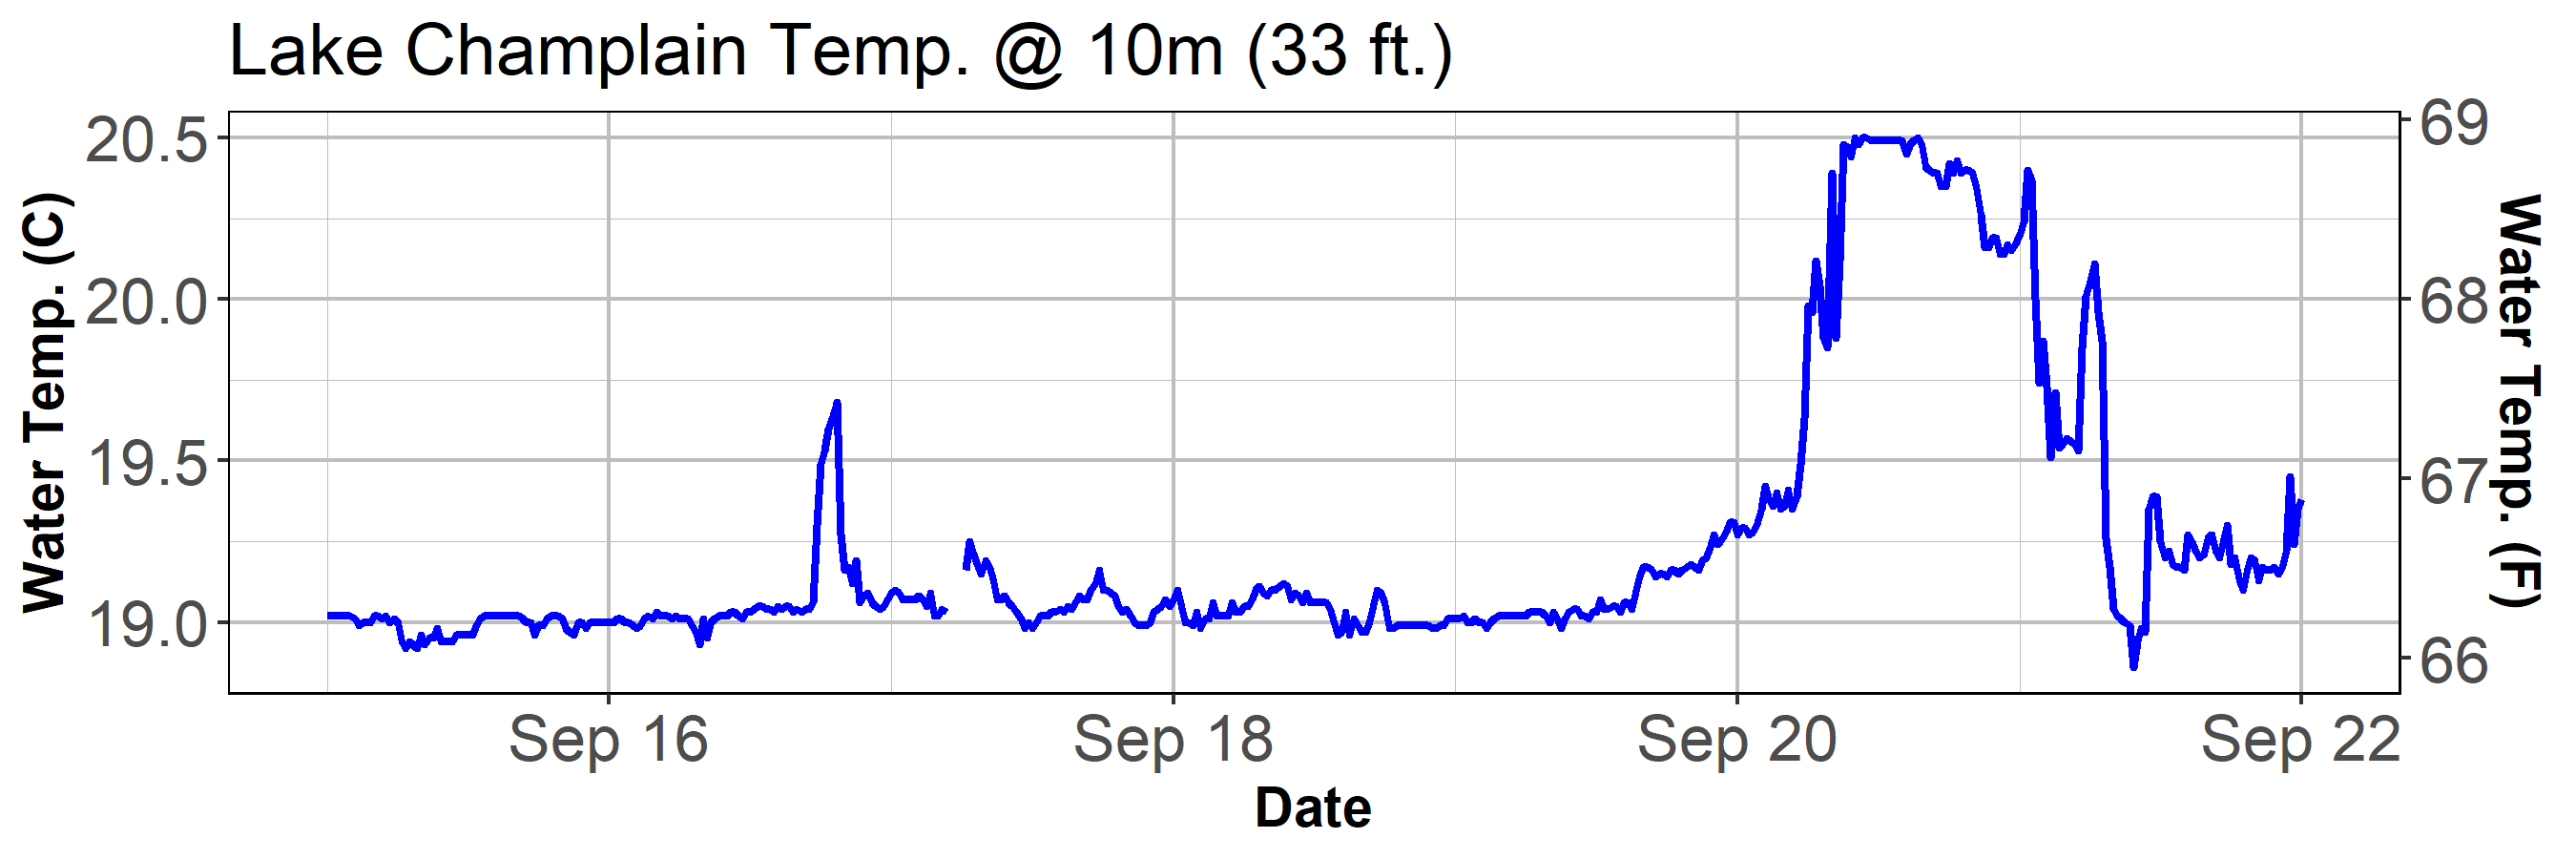 Lake Champlain Temp. @ 10m (33 ft.)
Water Temp. (C)
20.5
20.0
19.5
19.0
69
68
67
66
Water Temp. (F)
Sep 16
Sep 18
Sep 20
Sep 22
Date